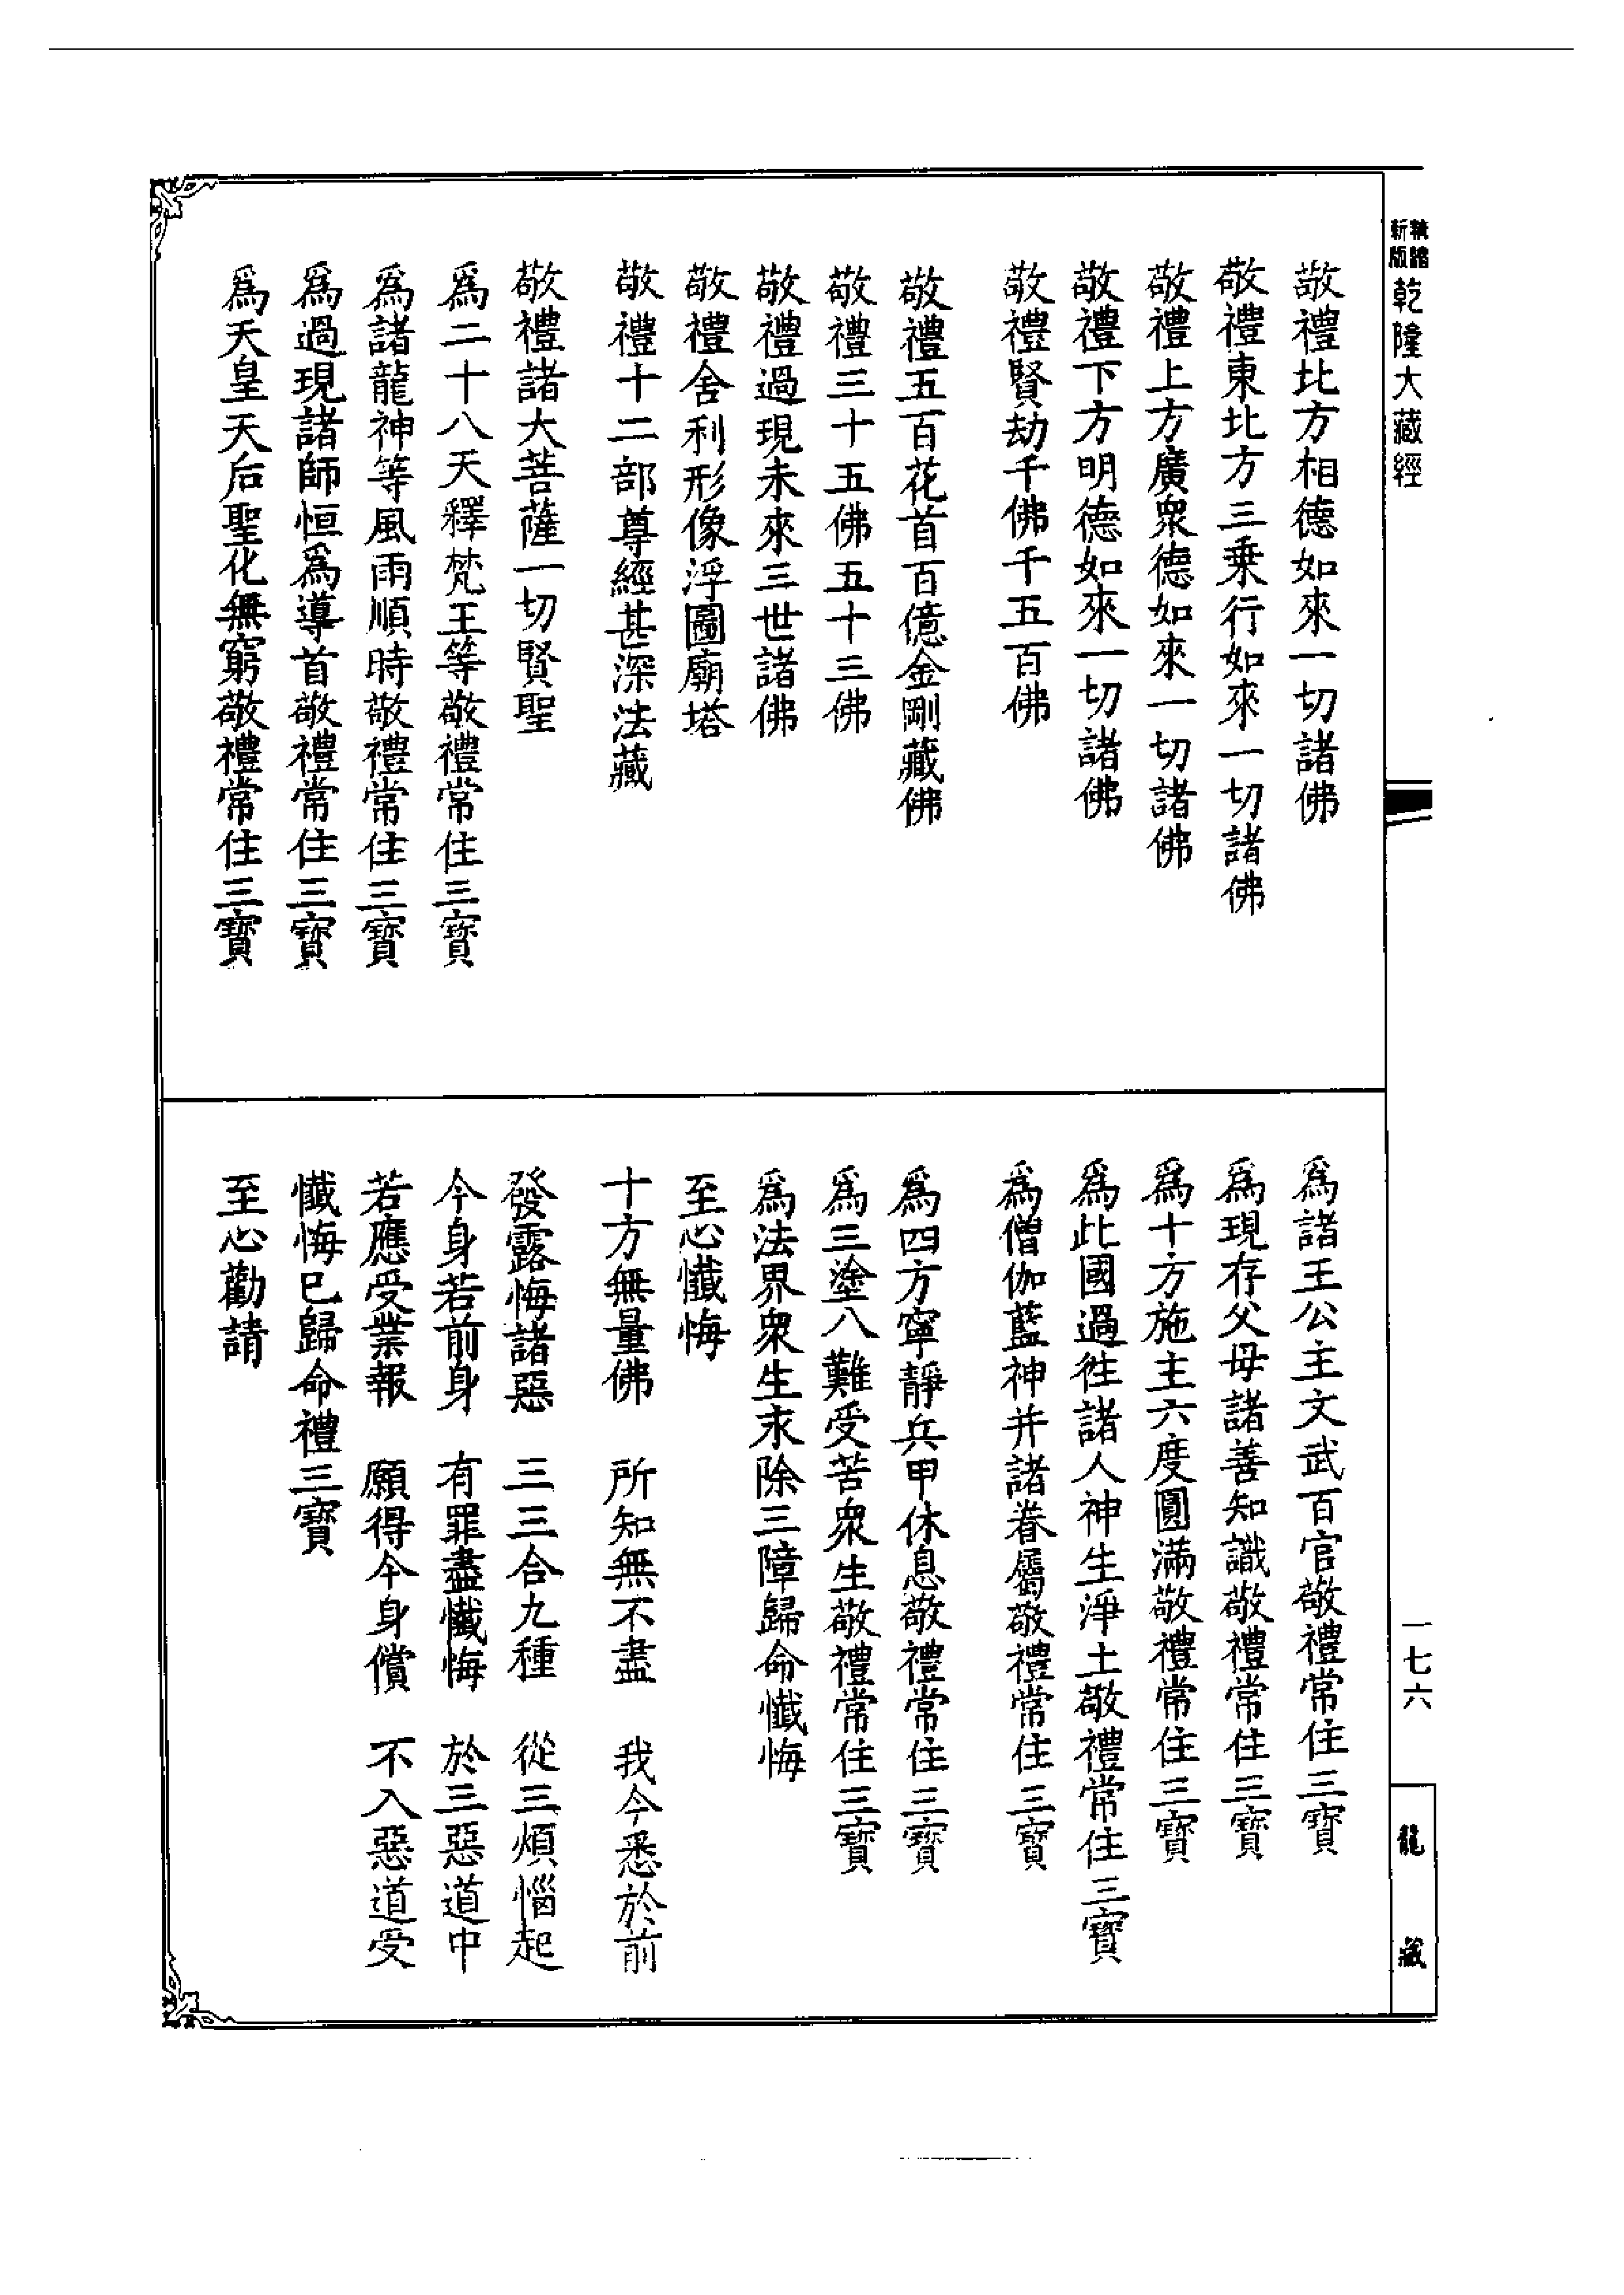 新版
乾隆大藏經
敬禮北方相德如來一切諸佛
敬禮東北方三乘行如來一切諸佛
敬禮上方廣衆德如來一切諸佛
敬禮下方明德如來一切諸佛
敬禮賢劫千佛千五百佛
敬禮五百花首百億金剛藏佛
敬禮三十五佛五十三佛
敬禮過現未來三世諸佛
敬禮舍利形像浮圖廟塔
敬禮十二部尊經甚深法藏
敬禮諸大菩薩一切賢聖
爲二十八天釋梵王等敬禮常住三寶
爲諸龍神等風雨順時敬禮常住三寶
爲過現諸師恒爲導首敬禮常住三寶
爲天皇天后聖化無窮敬禮常住三寶
爲諸王公主文武百官敬禮常住三寶
爲現存父母諸善知識敬禮常住三寶
爲十方施主六度圓滿敬禮常住三寶
爲此國過往諸人神生淨土敬禮常住三寶
爲僧伽藍神并諸眷屬敬禮常住三寶
爲四方寧靜兵甲休息敬禮常住三寶
爲三塗八難受苦衆生敬禮常住三寶
爲法界衆生求除三障歸命懺悔
至心懺悔
十方無量佛　所知無不盡　我今悉於前
發露悔諸惡　三三合九種　從三煩惱起
今身若前身　有罪盡懺悔　於三惡道中
若應受業報　願得今身償　不入惡道受
懺悔已歸命禮三寶
至心勸請
一七六
龍藏